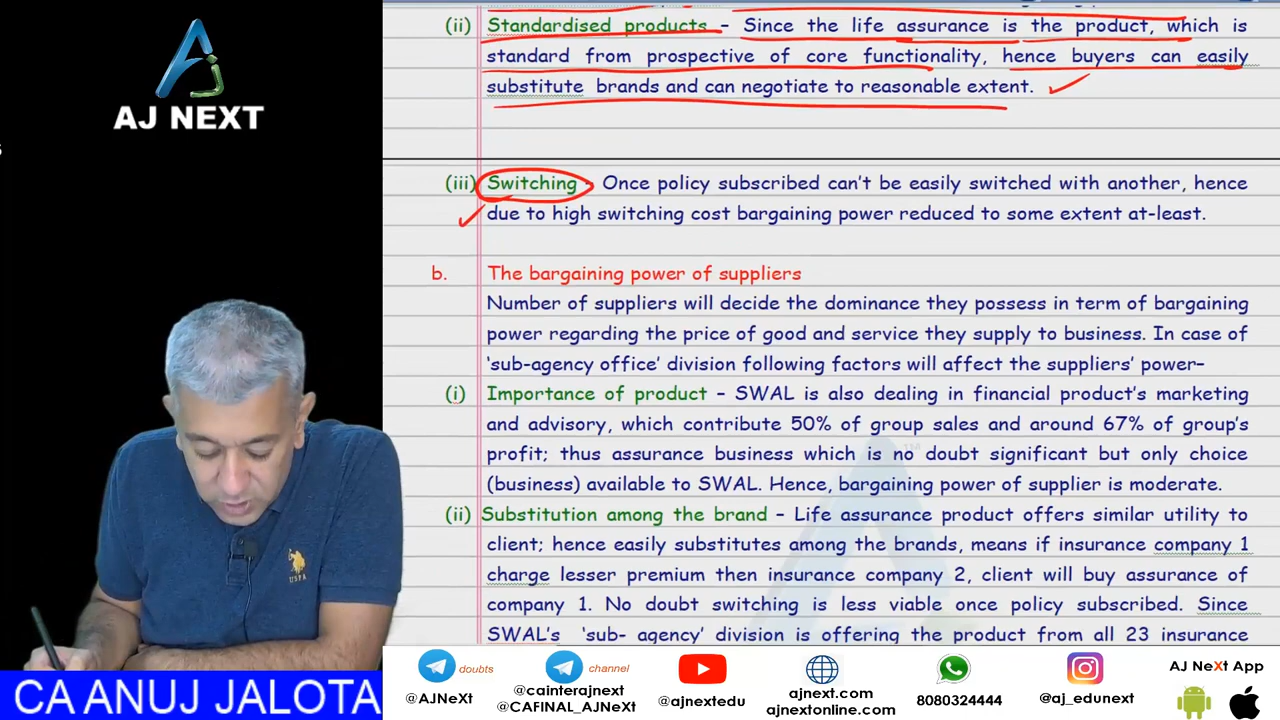 (ii) Standardised products – Since the life assurance is the product, which is
standard from prospective of core functionality, hence buyers can easily
substitute brands and can negotiate to reasonable extent.
AJ NEXT
(iii) Switching - Once policy subscribed can't be easily switched with another, hence
due to high switching cost bargaining power reduced to some extent at-least.
b. The bargaining power of suppliers
Number of suppliers will decide the dominance they possess in term of bargaining
power regarding the price of good and service they supply to business. In case of
'sub-agency office' division following factors will affect the suppliers' power–
(i) Importance of product – SWAL is also dealing in financial product's marketing
and advisory, which contribute 50% of group sales and around 67% of group's
profit; thus assurance business which is no doubt significant but only choice
(business) available to SWAL. Hence, bargaining power of supplier is moderate.
(ii) Substitution among the brand – Life assurance product offers similar utility to
client; hence easily substitutes among the brands, means if insurance company 1
charge lesser premium then insurance company 2, client will buy assurance of
company 1. No doubt switching is less viable once policy subscribed. Since
SWAL's 'sub- agency' division is offering the product from all 23 insurance
USPA
CA ANUJ JALOTA
doubts
@AJNeXt
channel
@cainterajnext
@CAFINAL_AJNeXt
@ajnextedu
ajnext.com
ajnextonline.com
8080324444
@aj_edunext
AJ NeXt App